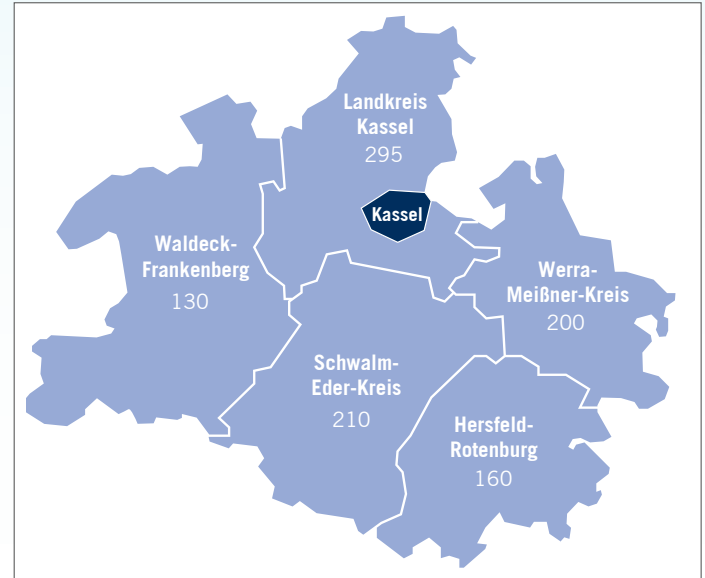 Landkreis
Kassel
295
Kassel
Waldeck-
Frankenberg
130
Werra-
Meißner-Kreis
200
Schwalm-
Eder-Kreis
210
Hersfeld-
Rotenburg
160